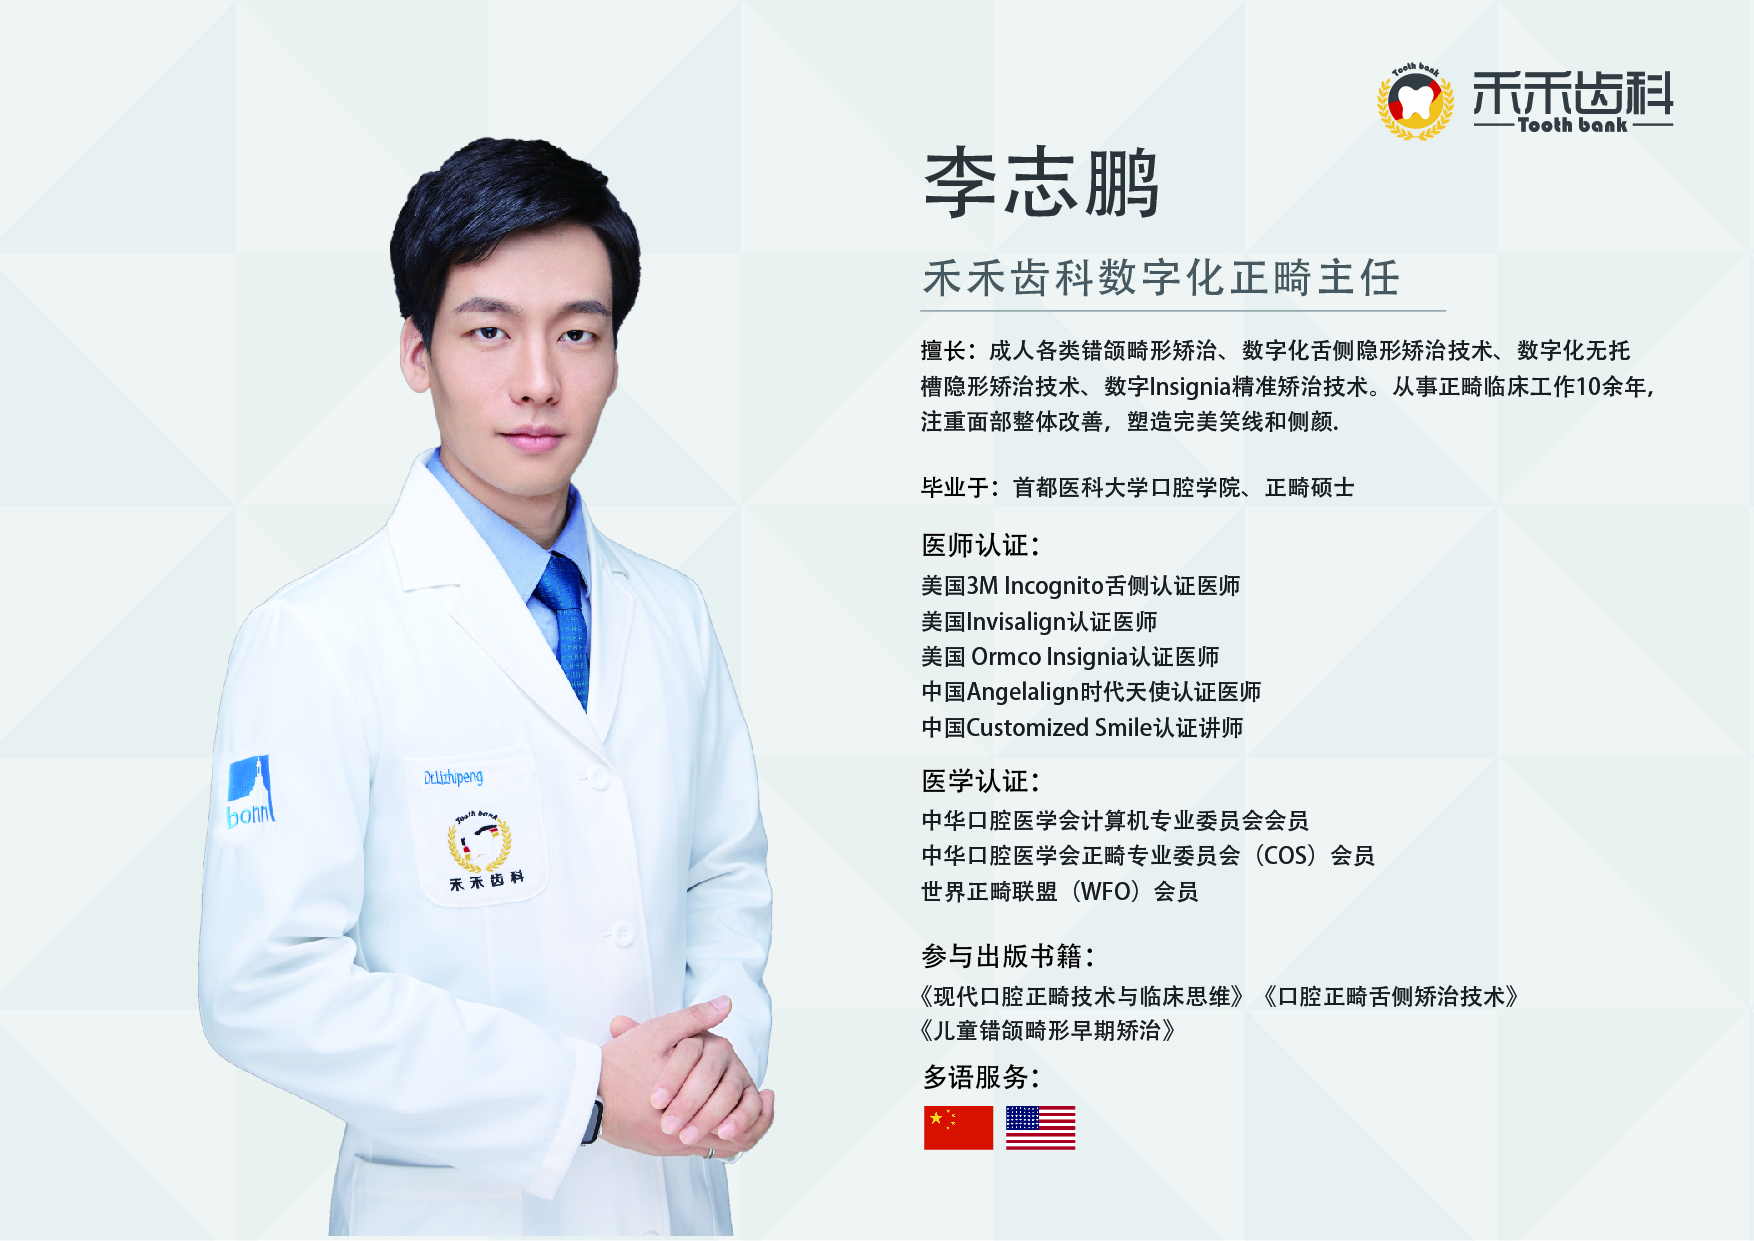 Tooth bank
禾禾齿科
Tooth bank
李志鹏
禾禾齿科数字化正畸主任
擅长：成人各类错颌畸形矫治、数字化舌侧隐形矫治技术、数字化无托
槽隐形矫治技术、数字Insignia精准矫治技术。从事正畸临床工作10余年,
注重面部整体改善，塑造完美笑线和侧颜.
毕业于：首都医科大学口腔学院、正畸硕士
医师认证：
美国3M Incognito舌侧认证医师
美国Invisalign认证医师
美国 Ormco Insignia认证医师
中国Angelalign时代天使认证医师
中国Customized Smile认证讲师
医学认证：
中华口腔医学会计算机专业委员会会员
中华口腔医学会正畸专业委员会（COS）会员
世界正畸联盟（WFO）会员
参与出版书籍：
《现代口腔正畸技术与临床思维》《口腔正畸舌侧矫治技术》
《儿童错颌畸形早期矫治》
多语服务：
bonn
Dr.Lizhipeng
Tooth bank
禾禾齿科